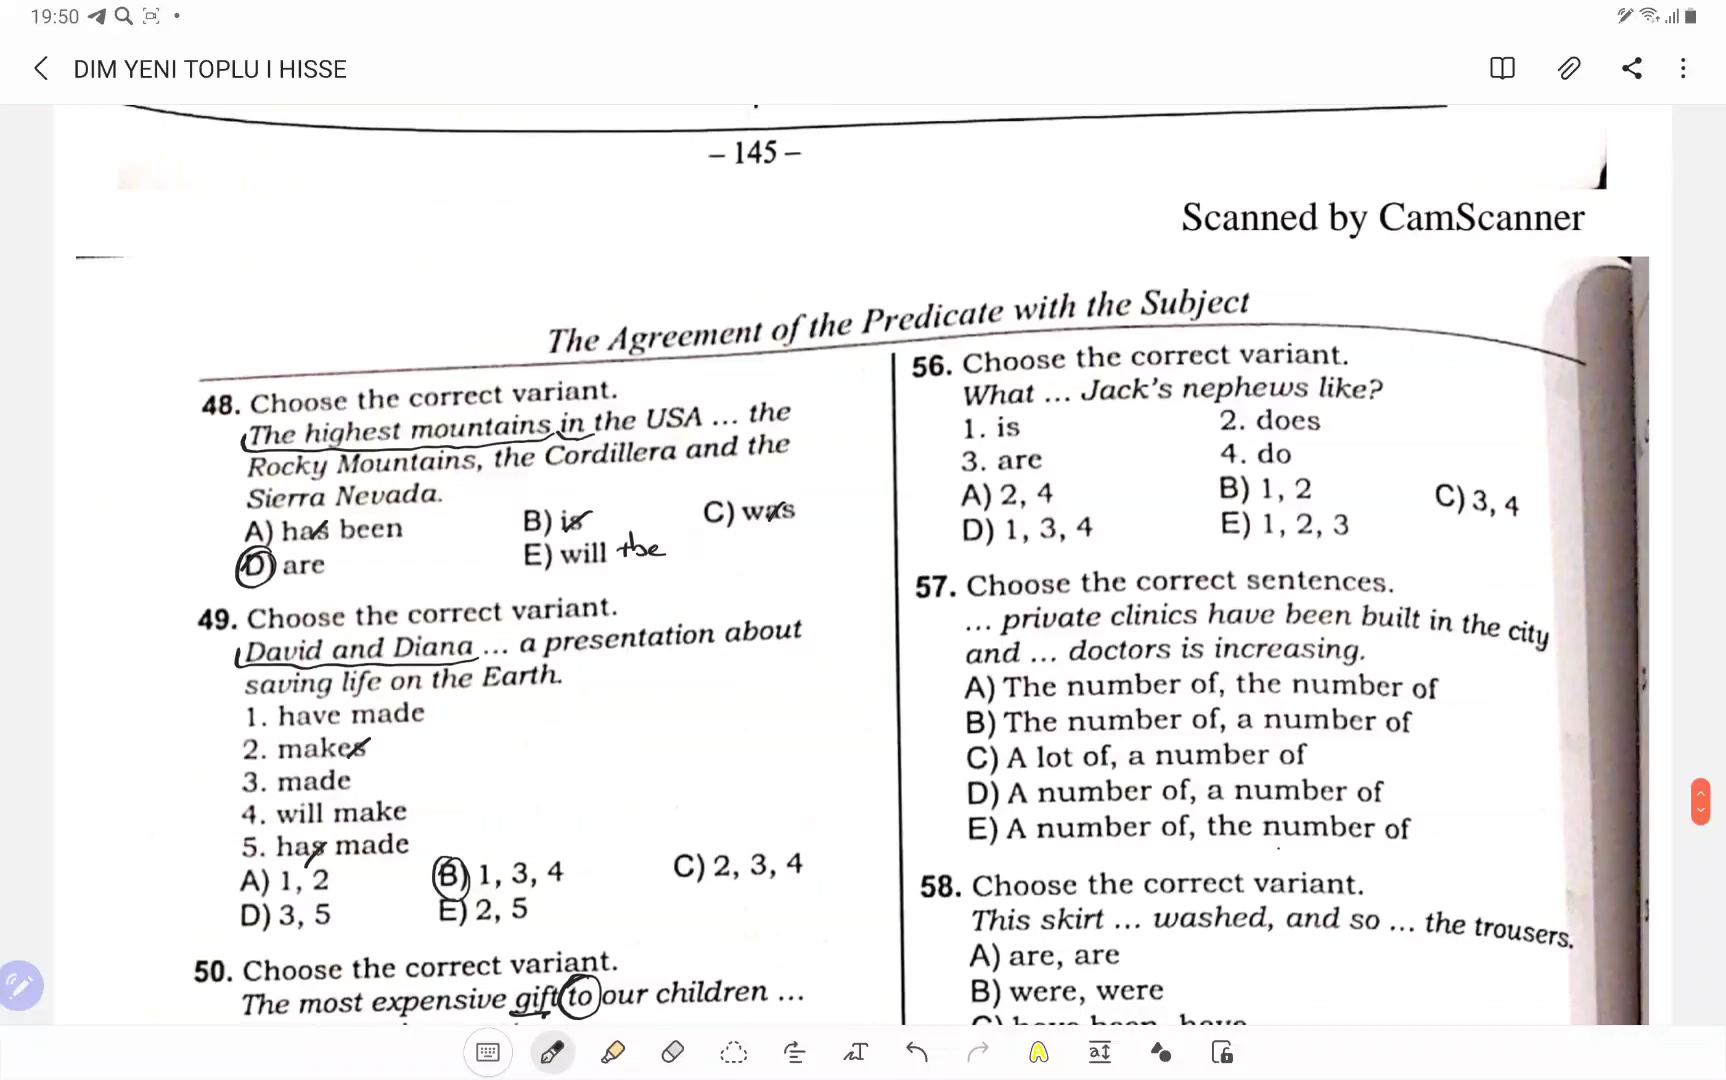 19:50
DIM YENI TOPLU I HISSE
– 145 –
Scanned by CamScanner
The Agreement of the Predicate with the Subject
48. Choose the correct variant.
The highest mountains in the USA ... the
Rocky Mountains, the Cordillera and the
Sierra Nevada.
A) has been B) is C) was
D) are E) will be
49. Choose the correct variant.
David and Diana ... a presentation about
saving life on the Earth.
1. have made
2. makes
3. made
4. will make
5. has made
A) 1, 2 B) 1, 3, 4 C) 2, 3, 4
D) 3, 5 E) 2, 5
50. Choose the correct variant.
The most expensive gift to our children ...
56. Choose the correct variant.
What ... Jack's nephews like?
1. is 2. does
3. are 4. do
A) 2, 4 B) 1, 2 C) 3, 4
D) 1, 3, 4 E) 1, 2, 3
57. Choose the correct sentences.
... private clinics have been built in the city
and ... doctors is increasing.
A) The number of, the number of
B) The number of, a number of
C) A lot of, a number of
D) A number of, a number of
E) A number of, the number of
58. Choose the correct variant.
This skirt ... washed, and so ... the trousers.
A) are, are
B) were, were